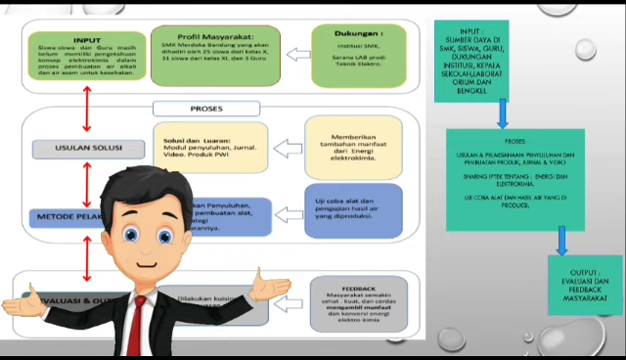 INPUT
Siswa-siswa dan Guru masih
belum memiliki pengetahuan
konsep elektrokimia dalam
proses pembuatan air alkali
dan air asam untuk kesehatan.
Profil Masyarakat:
SMK Merdeka Bandung yang akan
dihadiri oleh 25 siswa dari kelas X,
31 siswa dari kelas XI, dan 3 Guru
Dukungan :
Institusi SMK,
Sarana LAB prodi
Teknik Elektro.
PROSES
USULAN SOLUSI
Solusi dan Luaran:
Modul penyuluhan, Jurnal.
Video. Produk PWI
Memberikan
tambahan manfaat
dari Energi
elektrokimia.
METODE
Penyuluhan,
pembuatan alat,
Uji coba alat dan
pengujian hasil air
yang diproduksi.
EVALUASI &
Dilakukan
FEEDBACK
Masyarakat semakin
sehat, kuat, dan cerdas
mengambil manfaat
dan konversi energi
elektro-kimia
INPUT :
SUMBER DAYA DI
SMK, SISWA, GURU,
DUKUNGAN
INSTITUSI, KEPALA
SEKOLAH,LABORAT
ORIUM DAN
BENGKEL
PROSES:
USULAN & PELAKSANAAN PENYULUHAN DAN
PEMBUATAN PRODUK, JURNAL & VIDEO.
SHARING IPTEK TENTANG : ENERGI DAN
ELEKTROKIMIA.
UJI COBA ALAT DAN HASIL AIR YANG DI
PRODUKSI.
OUTPUT :
EVALUASI DAN
FEEDBACK
MASYARAKAT